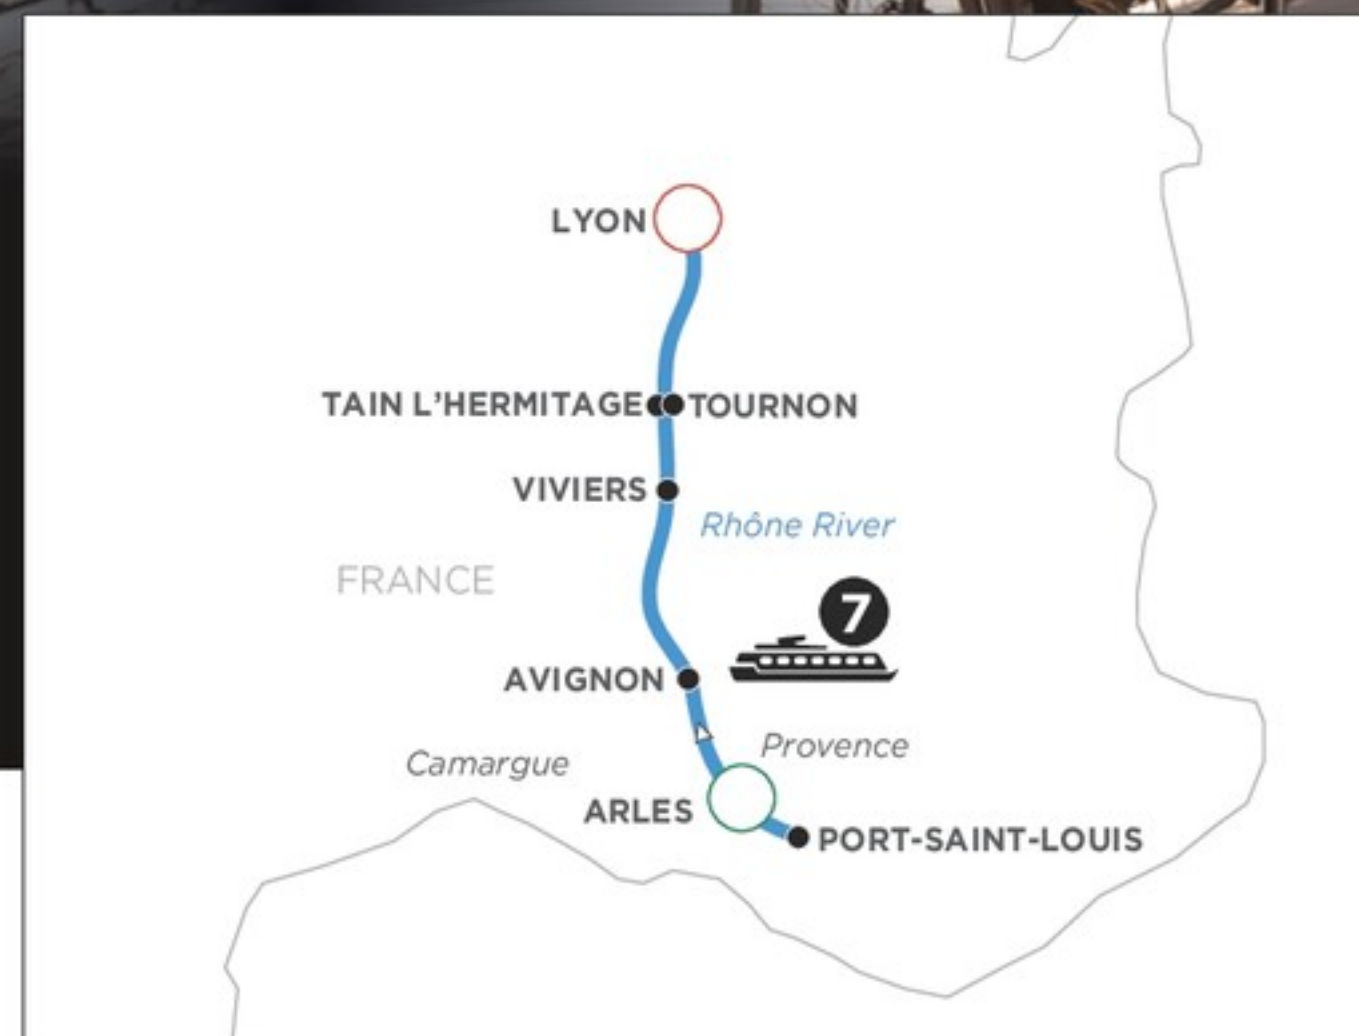 LYON
TAIN L'HERMITAGE TOURNON
VIVIERS
Rhône River
FRANCE
7
AVIGNON
Provence
Camargue
ARLES
PORT-SAINT-LOUIS